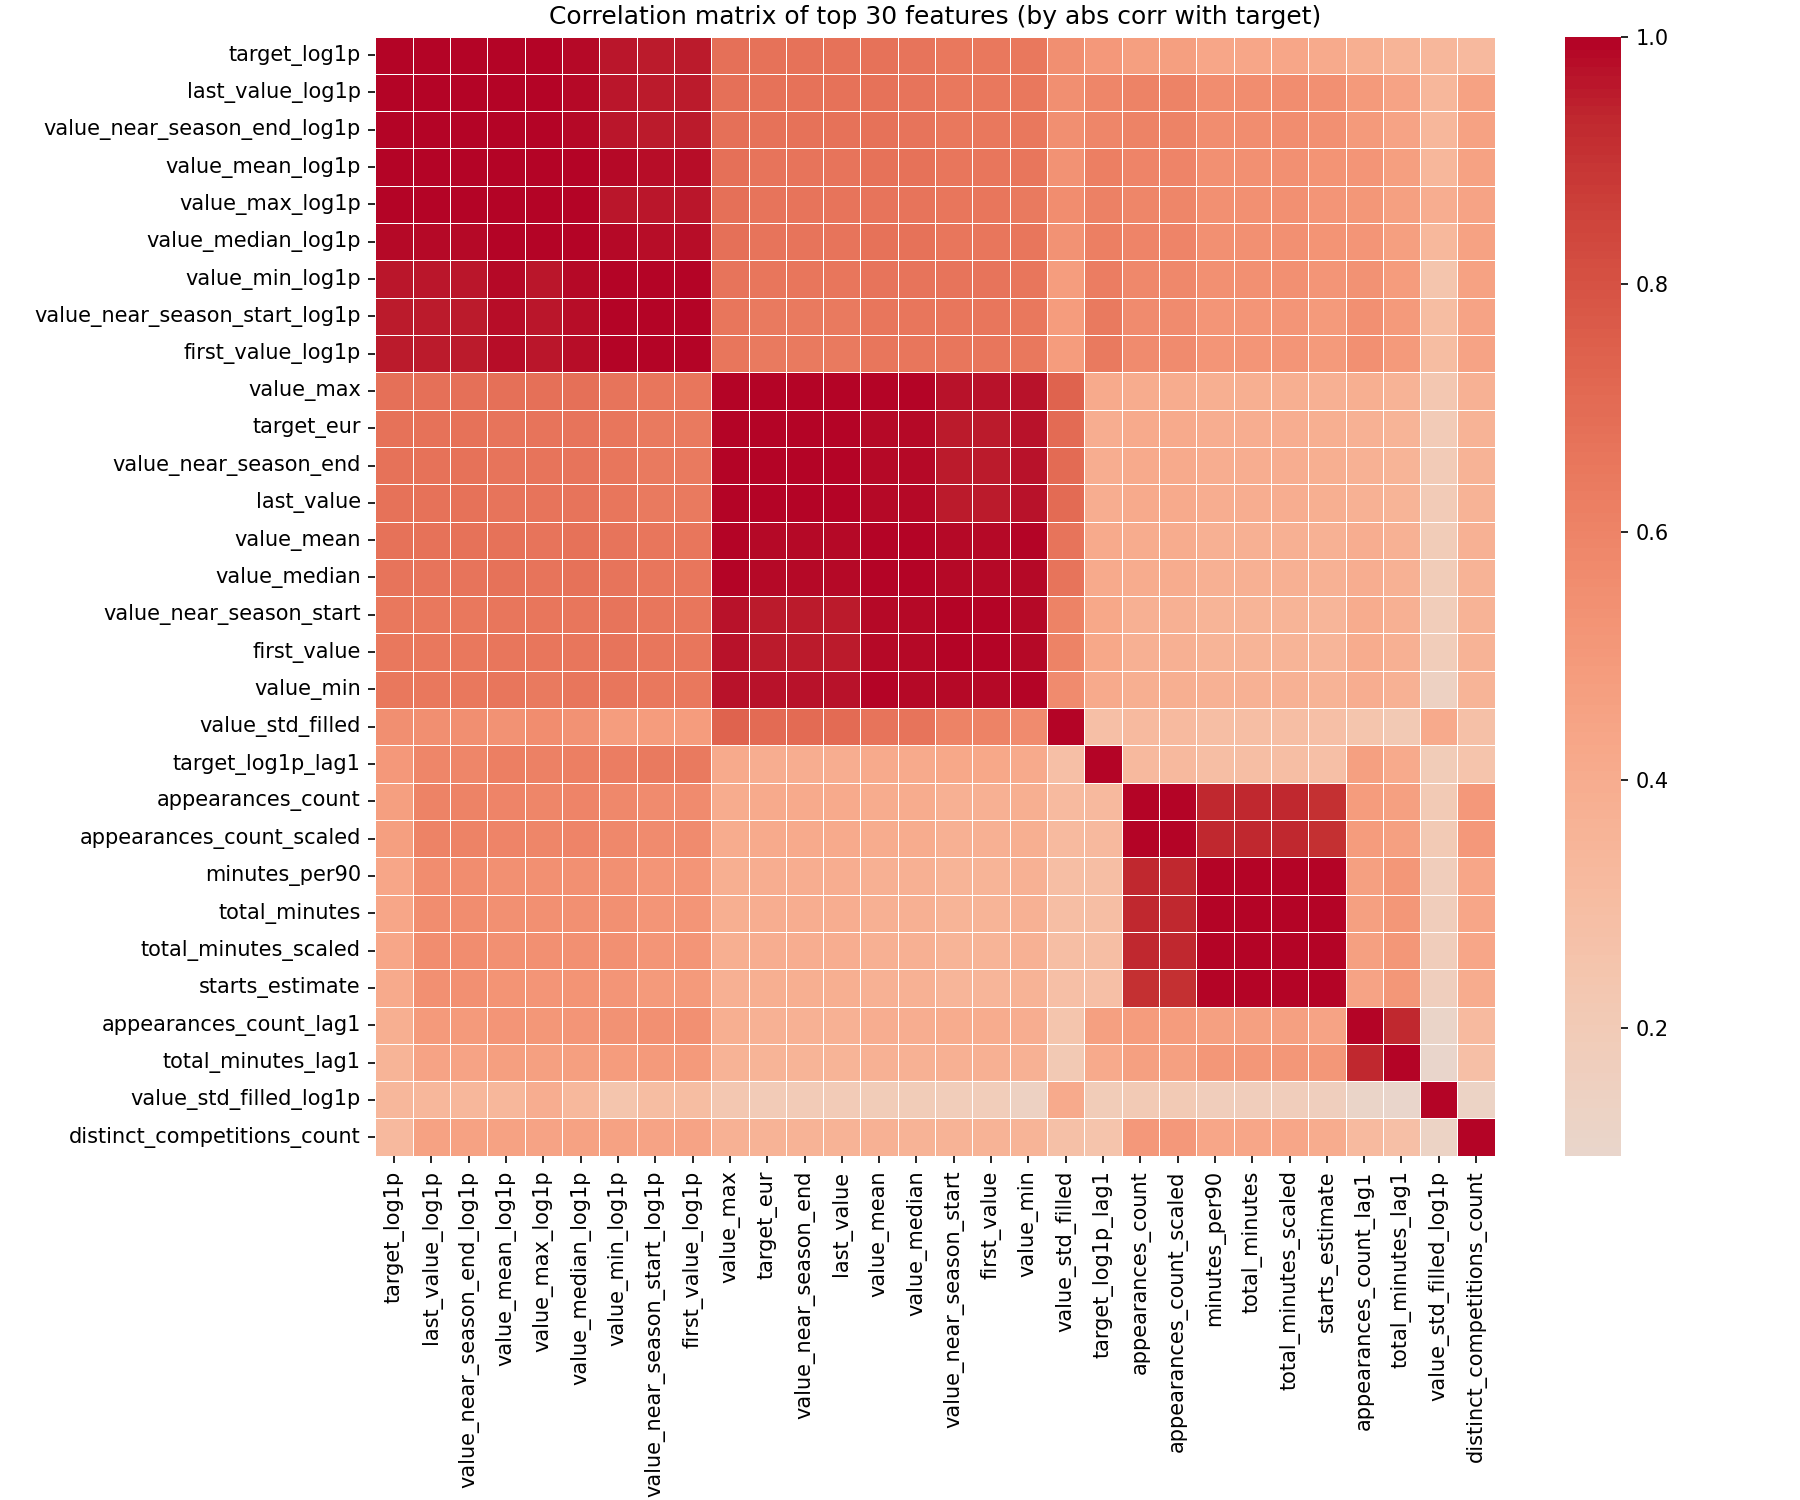 Correlation matrix of top 30 features (by abs corr with target)
target_log1p
last_value_log1p
value_near_season_end_log1p
value_mean_log1p
value_max_log1p
value_median_log1p
value_min_log1p
value_near_season_start_log1p
first_value_log1p
value_max
target_eur
value_near_season_end
last_value
value_mean
value_median
value_near_season_start
first_value
value_min
value_std_filled
target_log1p_lag1
appearances_count
appearances_count_scaled
minutes_per90
total_minutes
total_minutes_scaled
starts_estimate
appearances_count_lag1
total_minutes_lag1
value_std_filled_log1p
distinct_competitions_count
target_log1p
last_value_log1p
value_near_season_end_log1p
value_mean_log1p
value_max_log1p
value_median_log1p
value_min_log1p
value_near_season_start_log1p
first_value_log1p
value_max
target_eur
value_near_season_end
last_value
value_mean
value_median
value_near_season_start
first_value
value_min
value_std_filled
target_log1p_lag1
appearances_count
appearances_count_scaled
minutes_per90
total_minutes
total_minutes_scaled
starts_estimate
appearances_count_lag1
total_minutes_lag1
value_std_filled_log1p
distinct_competitions_count
1.0
0.8
0.6
0.4
0.2